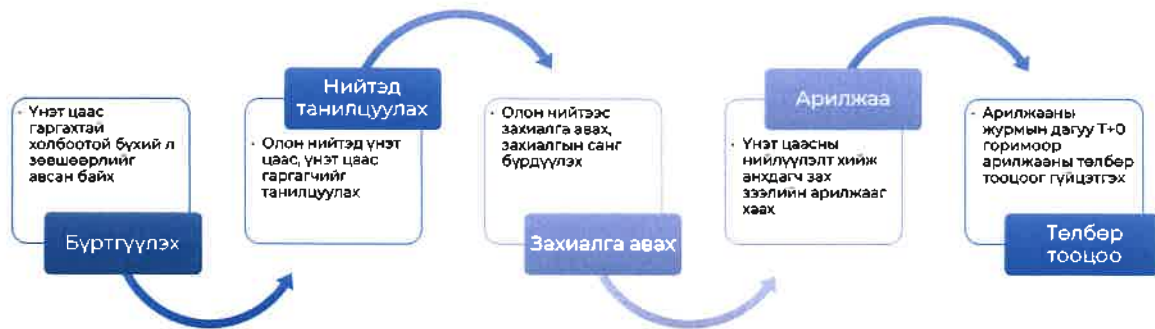 · Үнэт цаас
гаргахтай
холбоотой бүхий л
зөвшөөрлийг
авсан байх
Бүртгүүлэх
Нийтэд
танилцуулах
· Олон нийтэд үнэт
цаас, үнэт цаас
гаргагчийг
танилцуулах
· Олон нийтээс
захиалга авах,
захиалгын санг
бүрдүүлэх
Захиалга авах
Арилжаа
· Үнэт цаасны
нийлүүлэлт хийж
анхдагч зах
зээлийн арилжааг
хаах
· Арилжааны
журмын дагуу Т+0
горимоор
арилжааны төлбөр
тооцоог гүйцэтгэх
Төлбөр
тооцоо